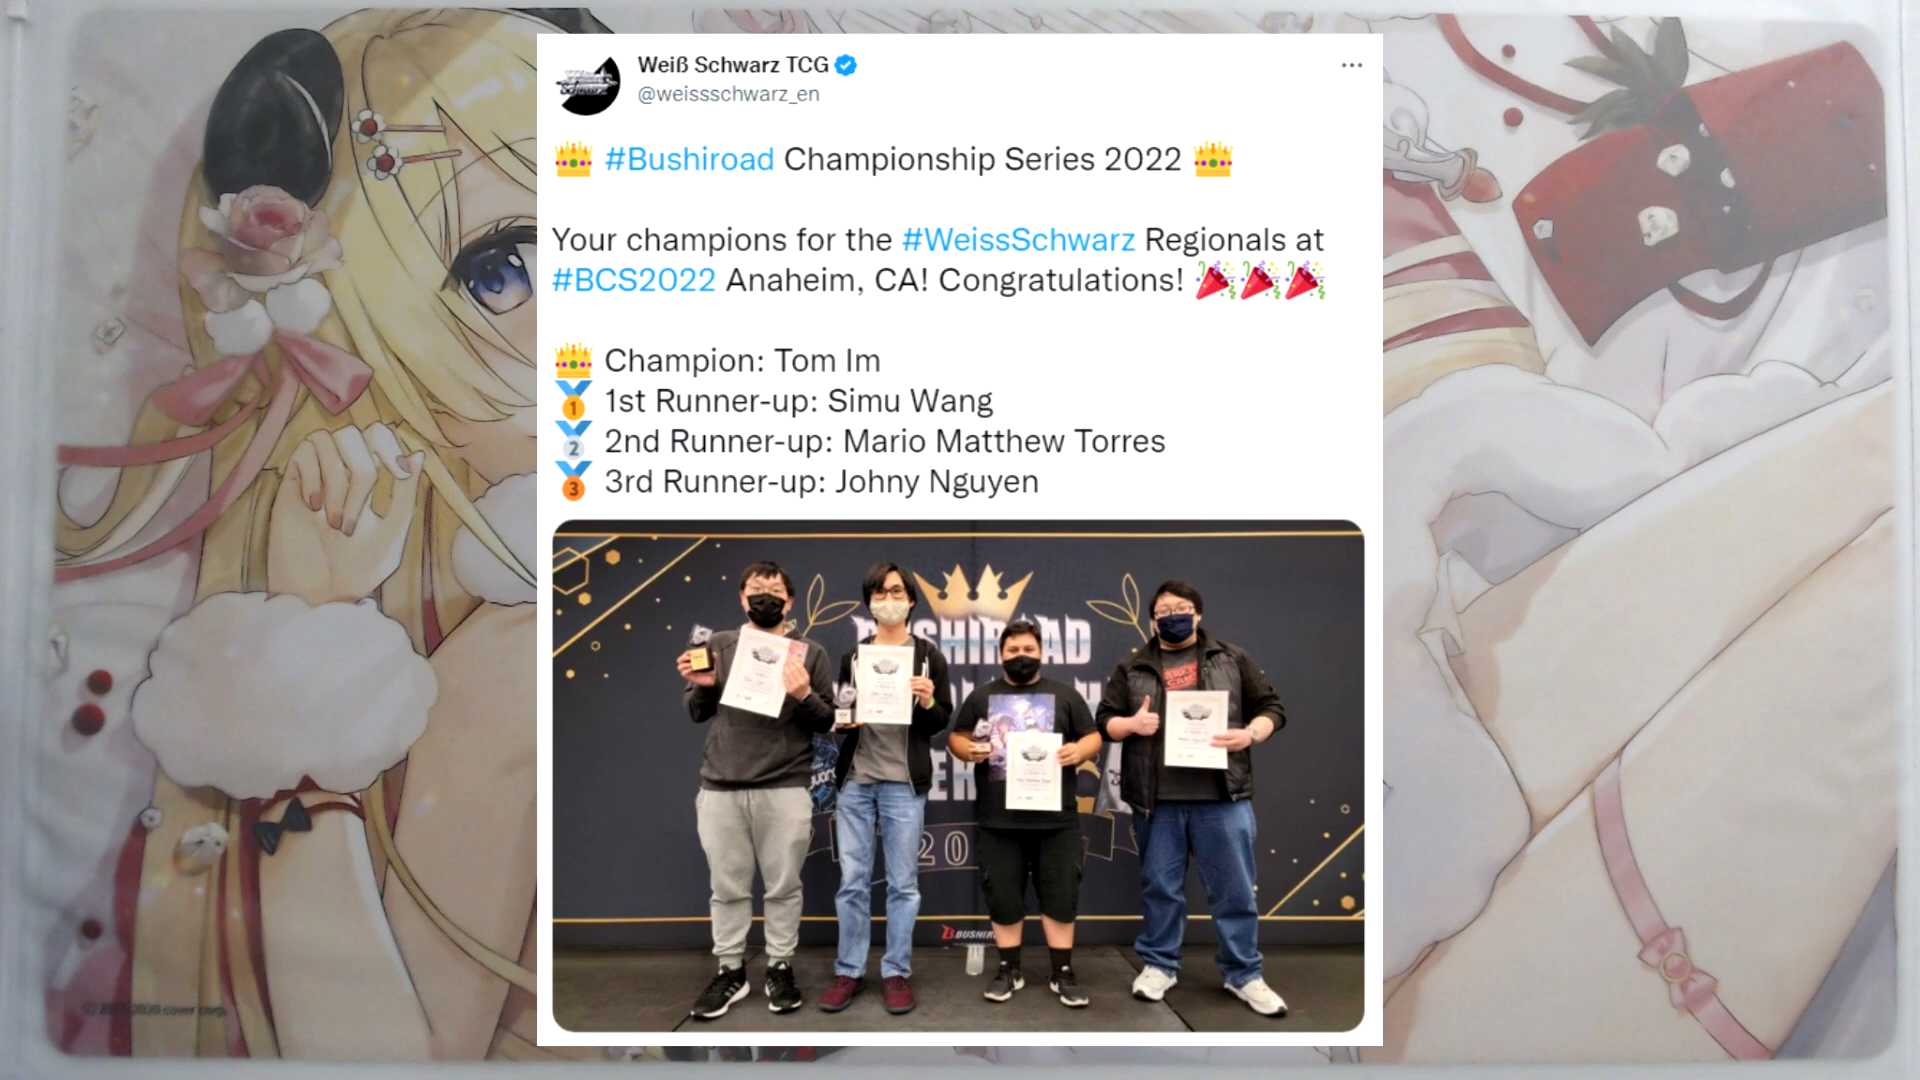 Weiß Schwarz TCG
@weissschwarz_en
👑 #Bushiroad Championship Series 2022 👑
Your champions for the #WeissSchwarz Regionals at
#BCS2022 Anaheim, CA! Congratulations! 🎉🎉🎉
👑 Champion: Tom Im
🥇 1st Runner-up: Simu Wang
🥈 2nd Runner-up: Mario Matthew Torres
🥉 3rd Runner-up: Johny Nguyen
cover corp.